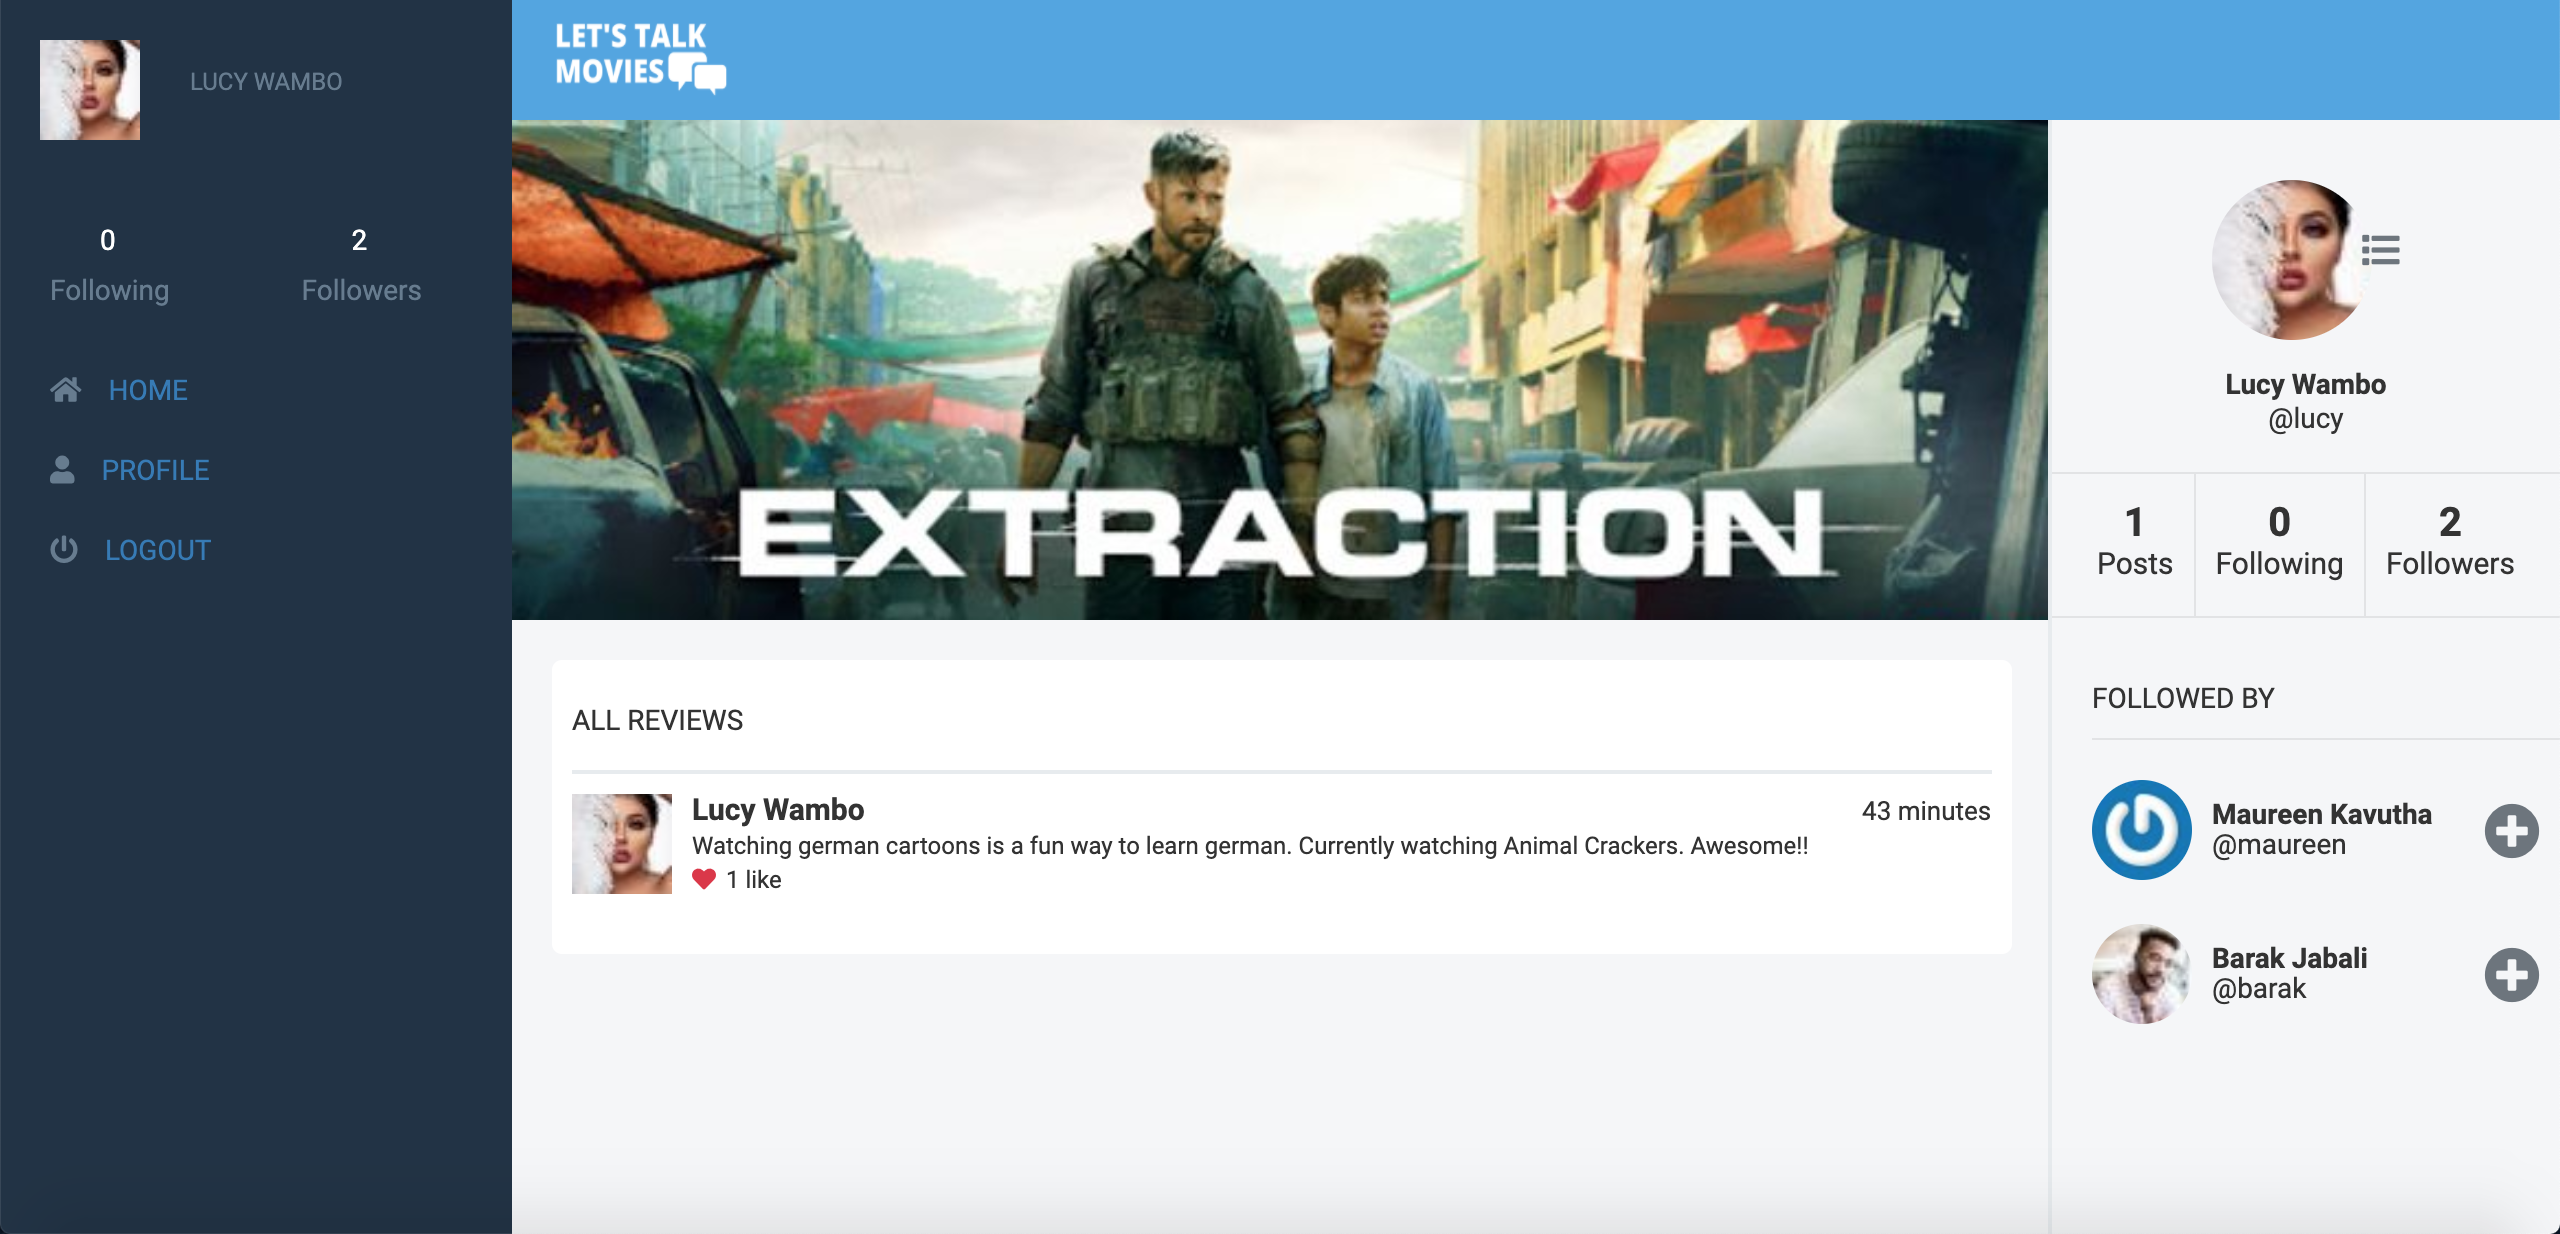 LUCY WAMBO
0
Following
2
Followers
HOME
PROFILE
LOGOUT
LET'S TALK
MOVIES
EXTRACTION
ALL REVIEWS
Lucy Wambo
43 minutes
Watching german cartoons is a fun way to learn german. Currently watching Animal Crackers. Awesome!!
1 like
Lucy Wambo
@lucy
1
Posts
0
Following
2
Followers
FOLLOWED BY
Maureen Kavutha
@maureen
Barak Jabali
@barak